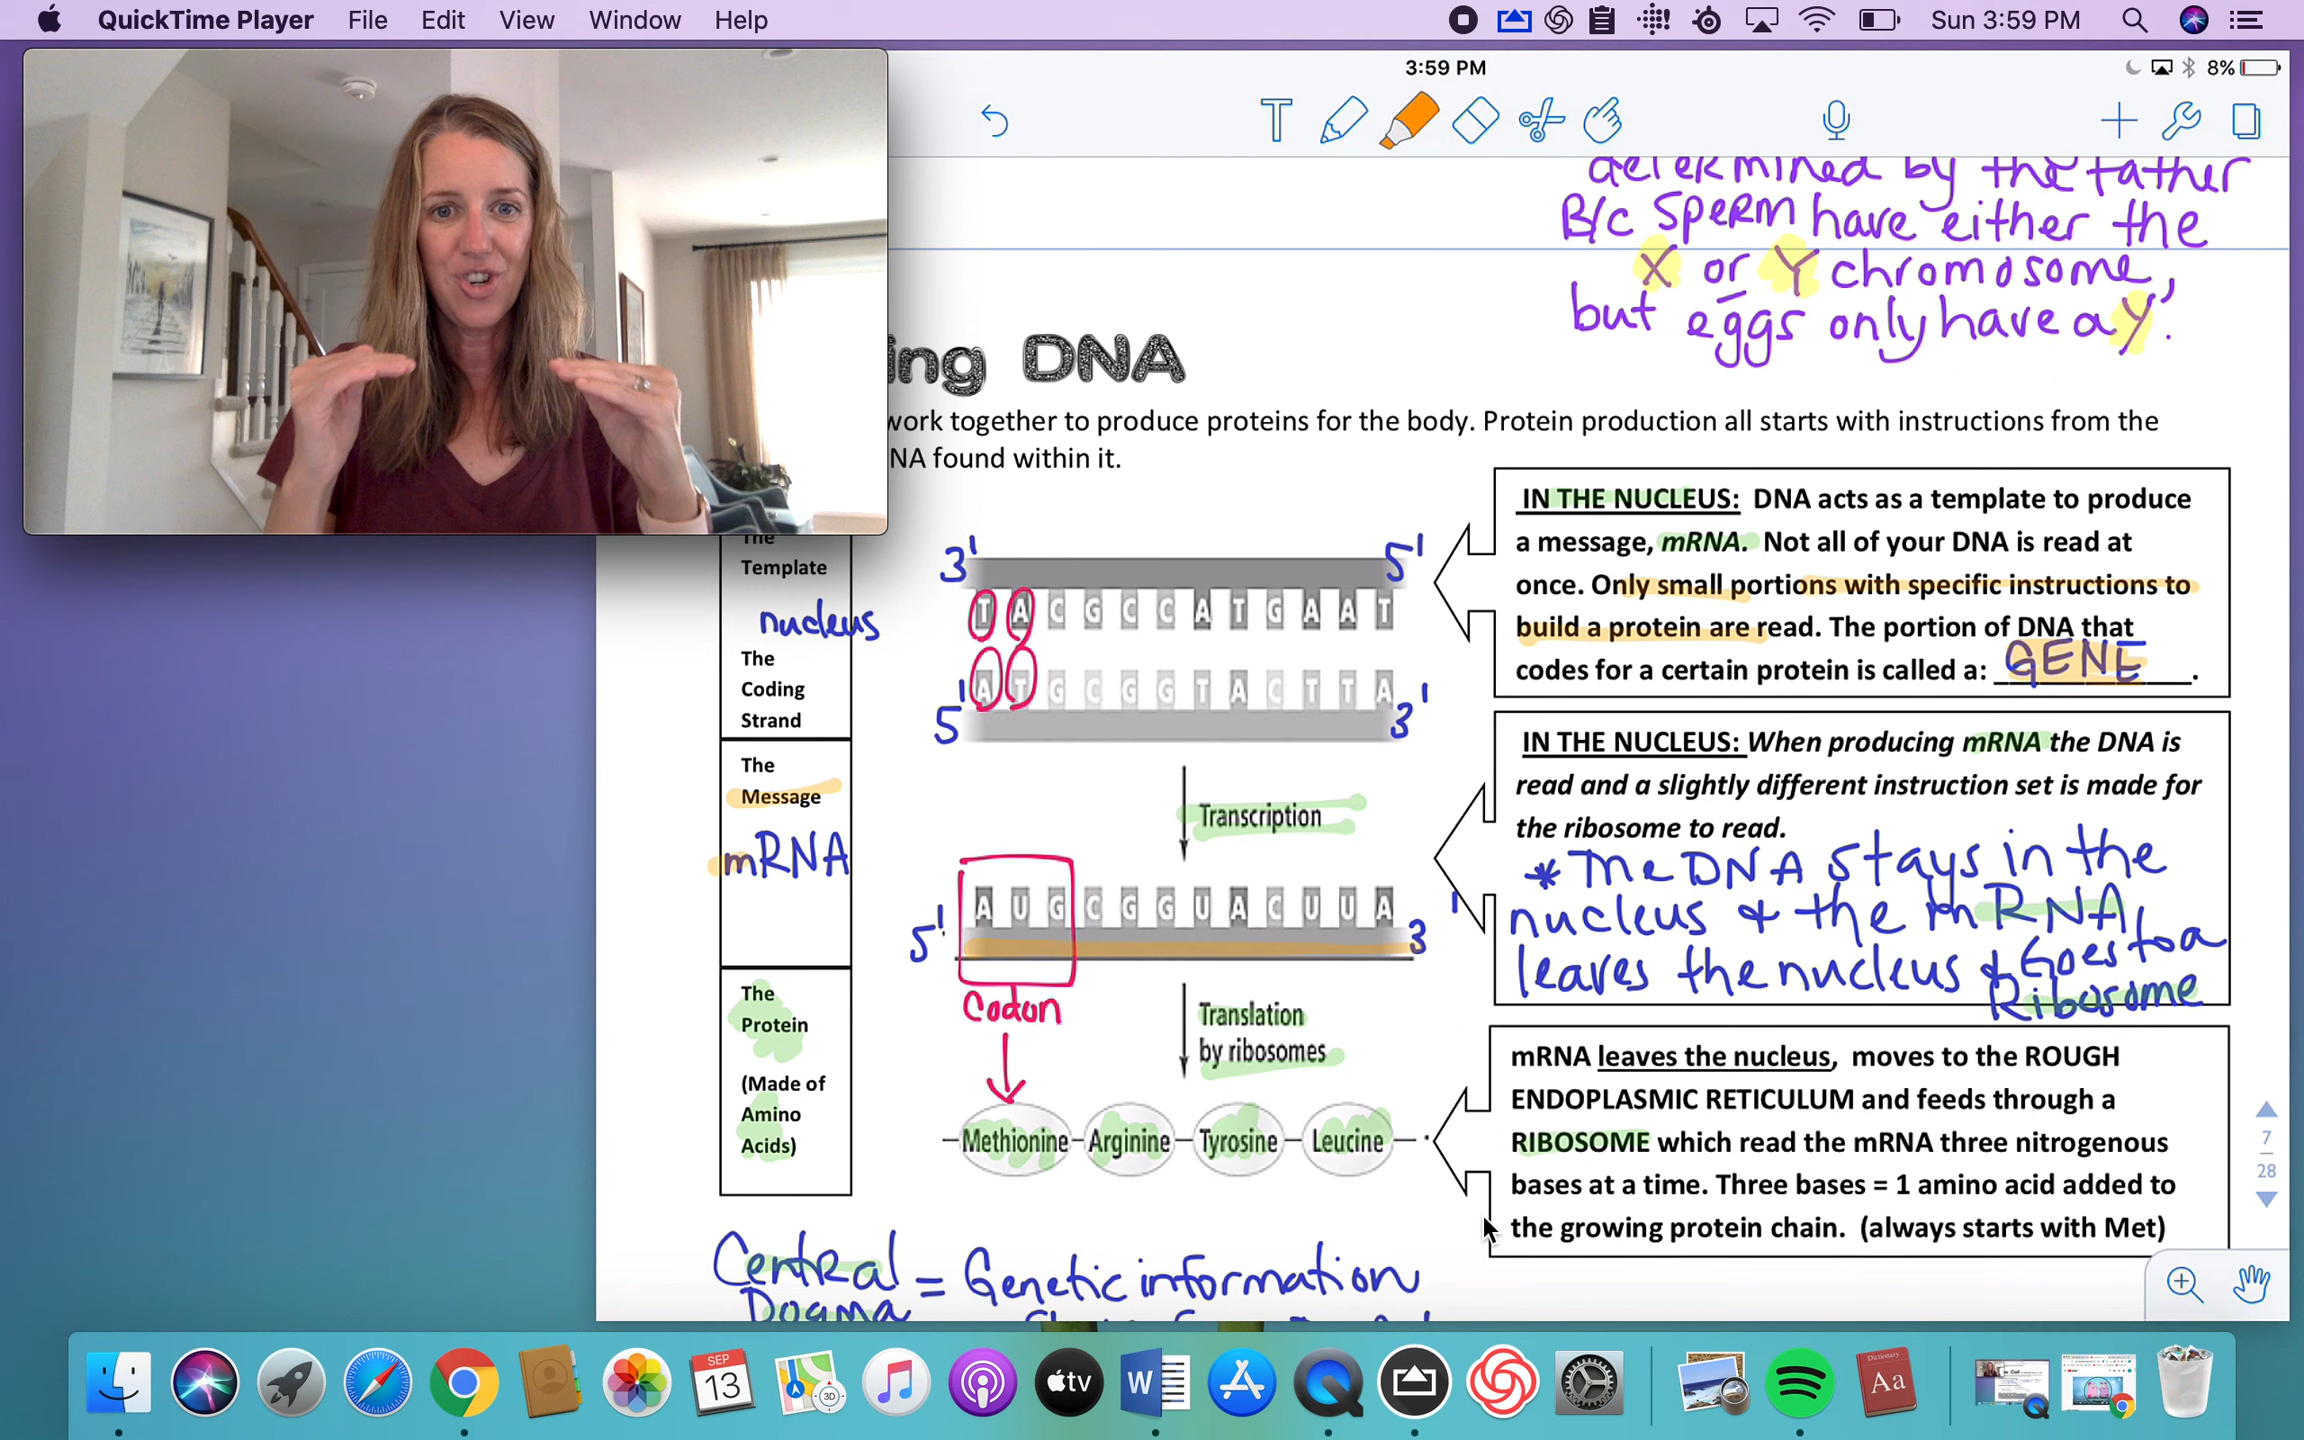 QuickTime Player File Edit View Window Help
Sun 3:59 PM
3:59 PM
8%
T
determined by the father
B/c sperm have either the
X or Y chromosome,
but eggs only have a Y.
ing DNA
work together to produce proteins for the body. Protein production all starts with instructions from the
NA found within it.
The
Template
nucleus
The
Coding
Strand
3' 5'
T A C G C C A T G A A T
A T G C G G T A C T T A
5' 3'
IN THE NUCLEUS: DNA acts as a template to produce
a message, mRNA. Not all of your DNA is read at
once. Only small portions with specific instructions to
build a protein are read. The portion of DNA that
codes for a certain protein is called a: GENE.
The
Message
mRNA
Transcription
5' A U G C G G U A C U U A 3'
Codon
IN THE NUCLEUS: When producing mRNA the DNA is
read and a slightly different instruction set is made for
the ribosome to read.
* The DNA stays in the
nucleus & the mRNA
leaves the nucleus & Goes to a
Ribosome
The
Protein
(Made of
Amino
Acids)
Translation
by ribosomes
Methionine Arginine Tyrosine Leucine
mRNA leaves the nucleus, moves to the ROUGH
ENDOPLASMIC RETICULUM and feeds through a
RIBOSOME which read the mRNA three nitrogenous
bases at a time. Three bases = 1 amino acid added to
the growing protein chain. (always starts with Met)
7
28
Central = Genetic information
Dogma
SEP
13
3D
tv
W
Dictionary
Aa